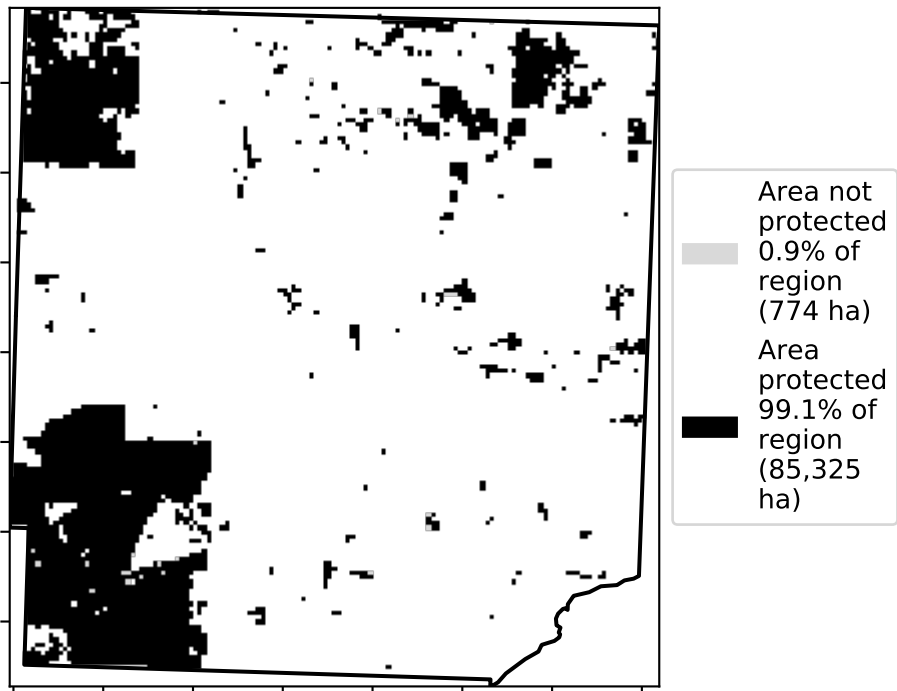 Area not
protected
0.9% of
region
(774 ha)
Area
protected
99.1% of
region
(85,325
ha)